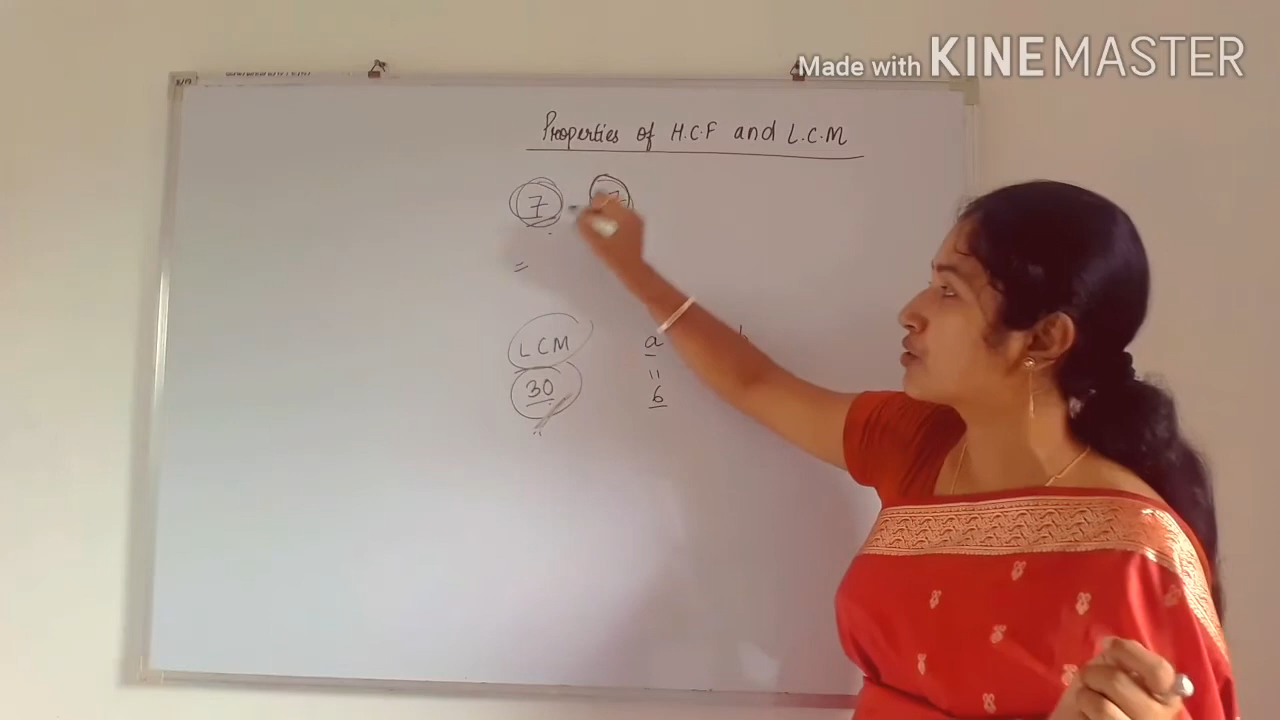 Made with KINEMASTER
Properties of H.C.F and L.C.M
7
=
LCM a
30 =
6